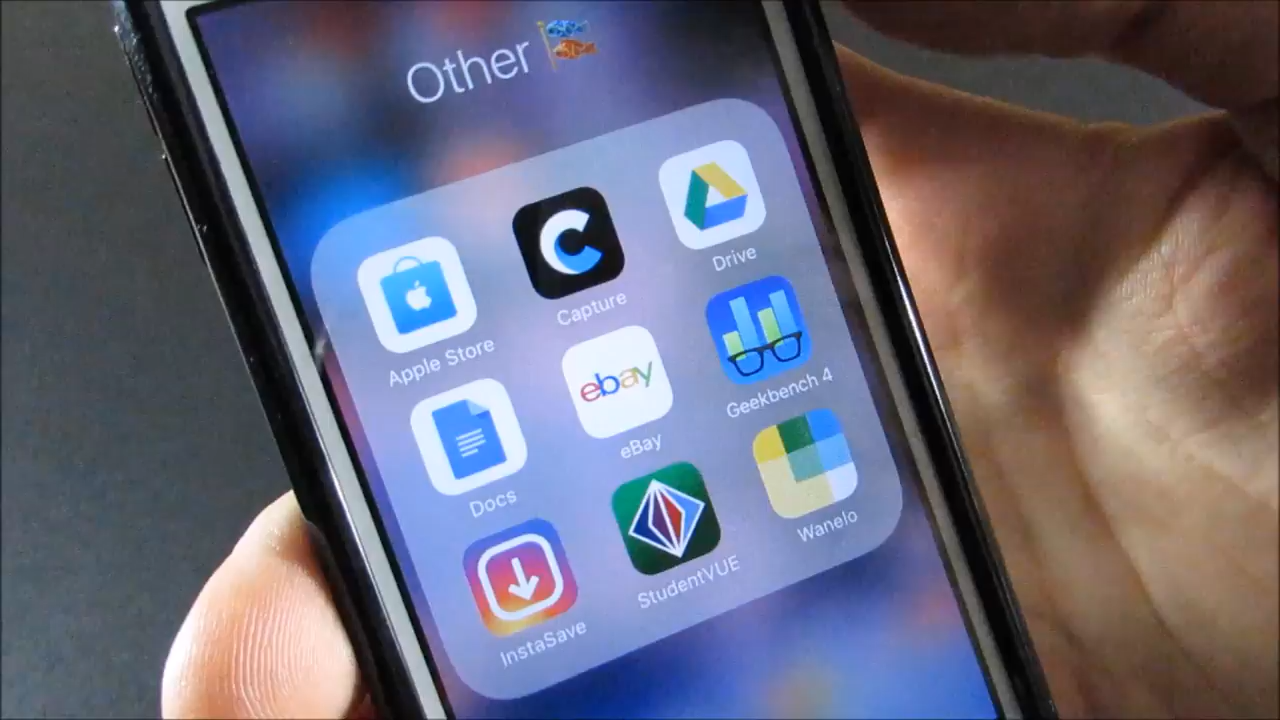 Other
Apple Store
Capture
Drive
Docs
ebay
eBay
Geekbench 4
InstaSave
StudentVUE
Wanelo